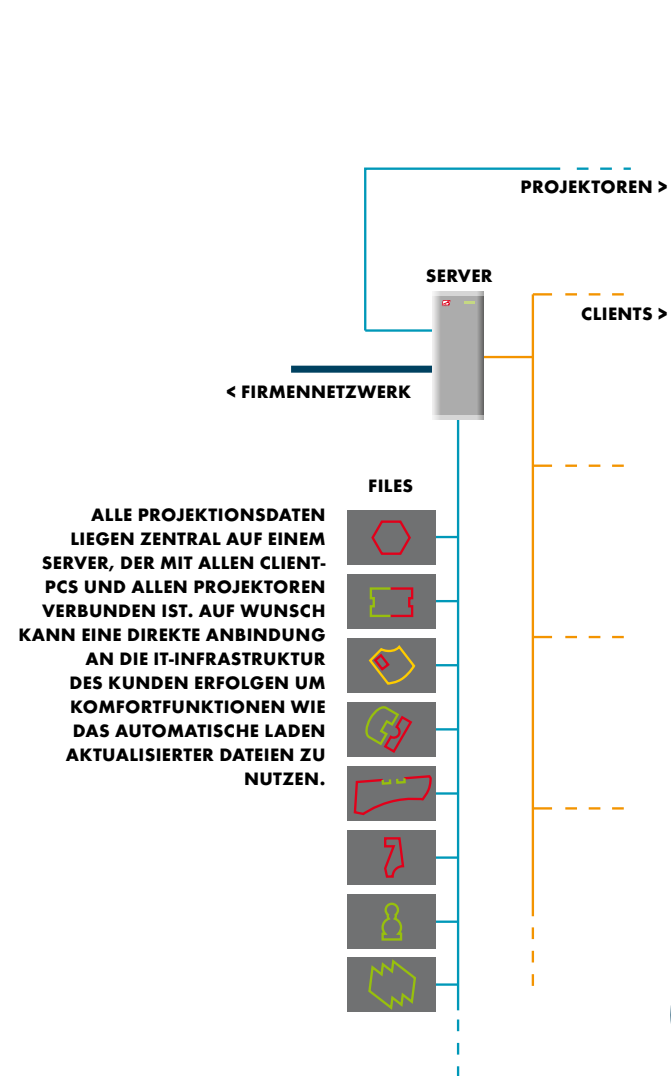 PROJEKTOREN >
SERVER
CLIENTS >
< FIRMENNETZWERK
FILES
ALLE PROJEKTIONSDATEN
LIEGEN ZENTRAL AUF EINEM
SERVER, DER MIT ALLEN CLIENT-
PCS UND ALLEN PROJEKTOREN
VERBUNDEN IST. AUF WUNSCH
KANN EINE DIREKTE ANBINDUNG
AN DIE IT-INFRASTRUKTUR
DES KUNDEN ERFOLGEN UM
KOMFORTFUNKTIONEN WIE
DAS AUTOMATISCHE LADEN
AKTUALISIERTER DATEIEN ZU
NUTZEN.